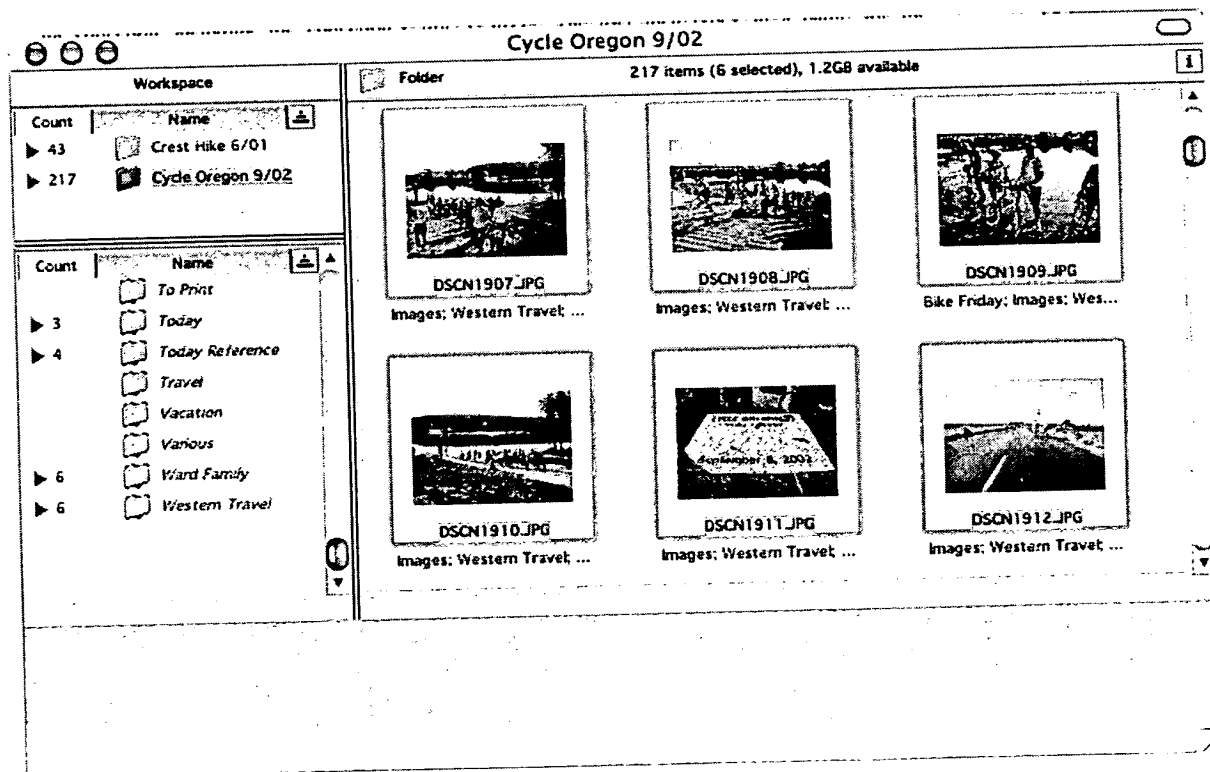 Cycle Oregon 9/02
Workspace
Folder
217 items (6 selected), 1.2GB available
i
Count Name
43 Crest Hike 6/01
217 Cycle Oregon 9/02
Count Name
To Print
3 Today
4 Today Reference
Travel
Vacation
Various
6 Ward Family
6 Western Travel
DSCN1907.JPG
Images; Western Travel; ...
DSCN1908.JPG
Images; Western Travel; ...
DSCN1909.JPG
Bike Friday; Images; Wes...
DSCN1910.JPG
Images; Western Travel; ...
September 8, 2002
DSCN1911.JPG
Images; Western Travel; ...
DSCN1912.JPG
Images; Western Travel; ...